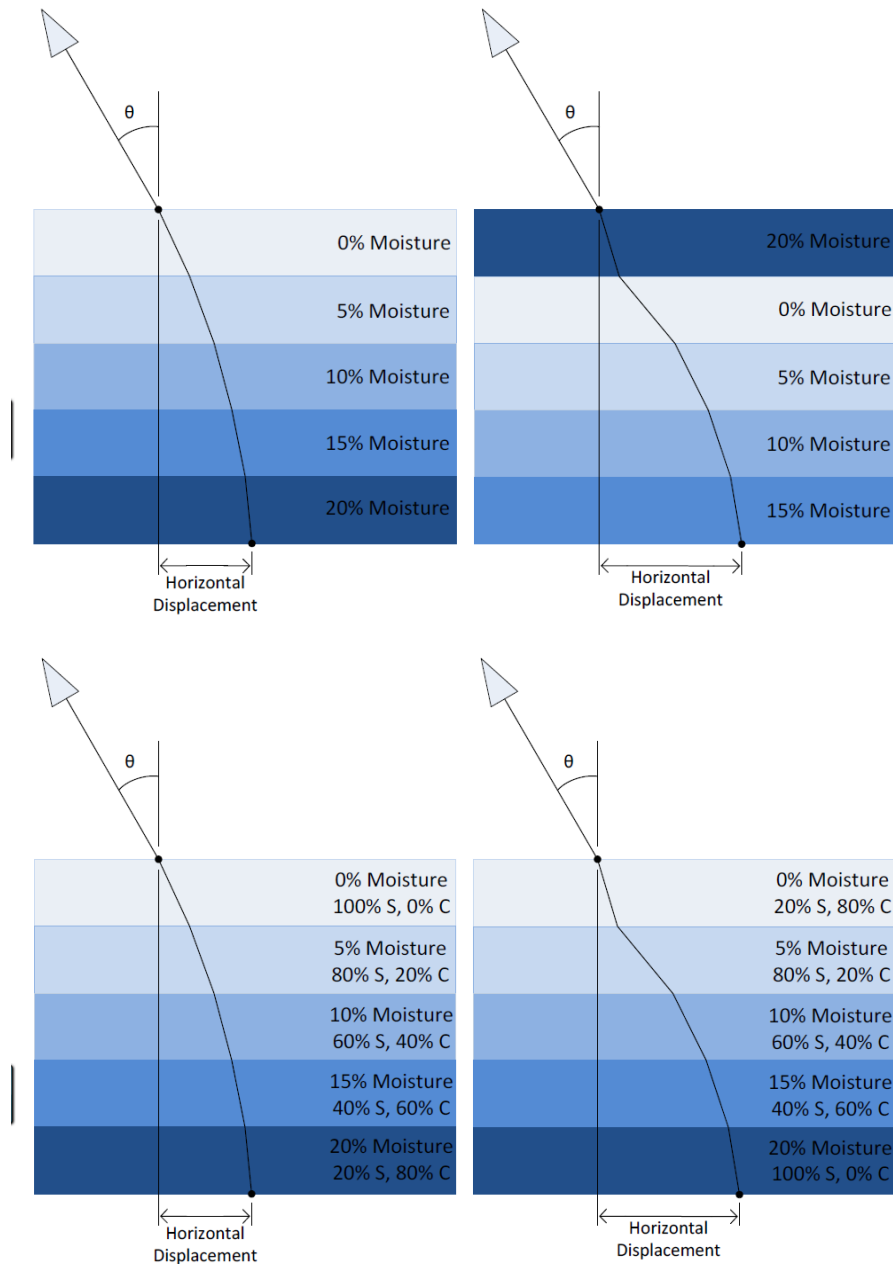 θ
0% Moisture
5% Moisture
10% Moisture
15% Moisture
20% Moisture
Horizontal
Displacement
θ
20% Moisture
0% Moisture
5% Moisture
10% Moisture
15% Moisture
Horizontal
Displacement
θ
0% Moisture
100% S, 0% C
5% Moisture
80% S, 20% C
10% Moisture
60% S, 40% C
15% Moisture
40% S, 60% C
20% Moisture
20% S, 80% C
Horizontal
Displacement
θ
0% Moisture
20% S, 80% C
5% Moisture
80% S, 20% C
10% Moisture
60% S, 40% C
15% Moisture
40% S, 60% C
20% Moisture
100% S, 0% C
Horizontal
Displacement